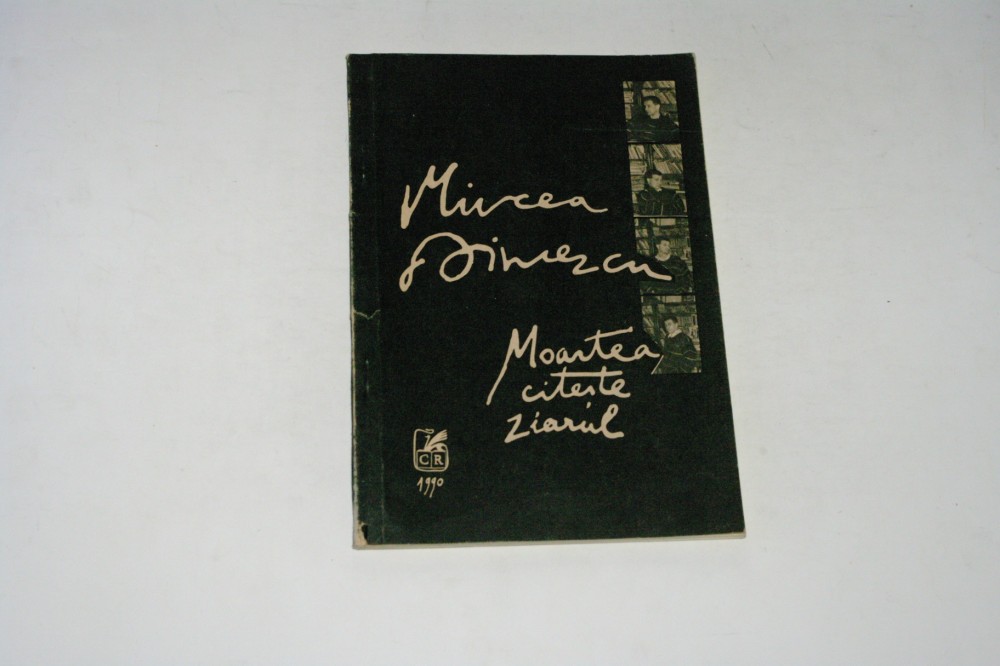 Mircea
Dinescu
Moartea
citește
ziarul
CR
1990